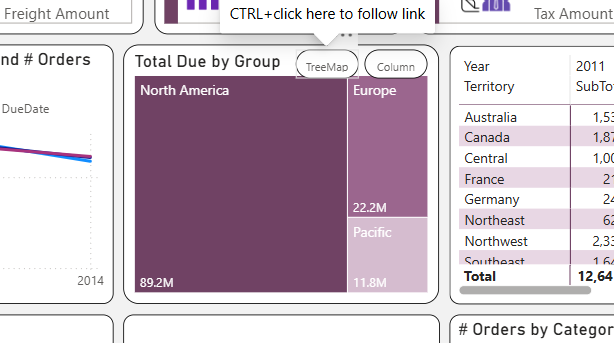 CTRL+click here to follow link
Freight Amount
Tax Amount
nd # Orders
DueDate
2014
Total Due by Group
TreeMap
Column
North America
89.2M
Europe
22.2M
Pacific
11.8M
Year 2011
Territory SubTo
Australia 1,53
Canada 1,87
Central 1,00
France 21
Germany 24
Northeast 62
Northwest 2,33
Southeast 1,64
Total 12,64
# Orders by Categor